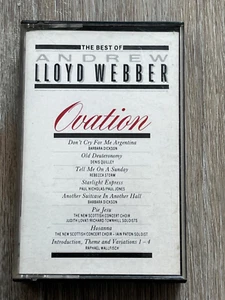 THE BEST OF
ANDREW
LLOYD WEBBER
Ovation
Don't Cry For Me Argentina
BARBARA DICKSON
Old Deuteronomy
DENIS QUILLEY
Tell Me On A Sunday
REBECCA STORM
Starlight Express
PAUL NICHOLAS/PAUL JONES
Another Suitcase In Another Hall
BARBARA DICKSON
Pie Jesu
THE NEW SCOTTISH CONCERT CHOIR
JUDITH LOVAT/RICHARD TOWNHILL SOLOISTS
Hosanna
THE NEW SCOTTISH CONCERT CHOIR – IAIN PATON SOLOIST
Introduction, Theme and Variations 1 – 4
RAPHAEL WALLFISCH